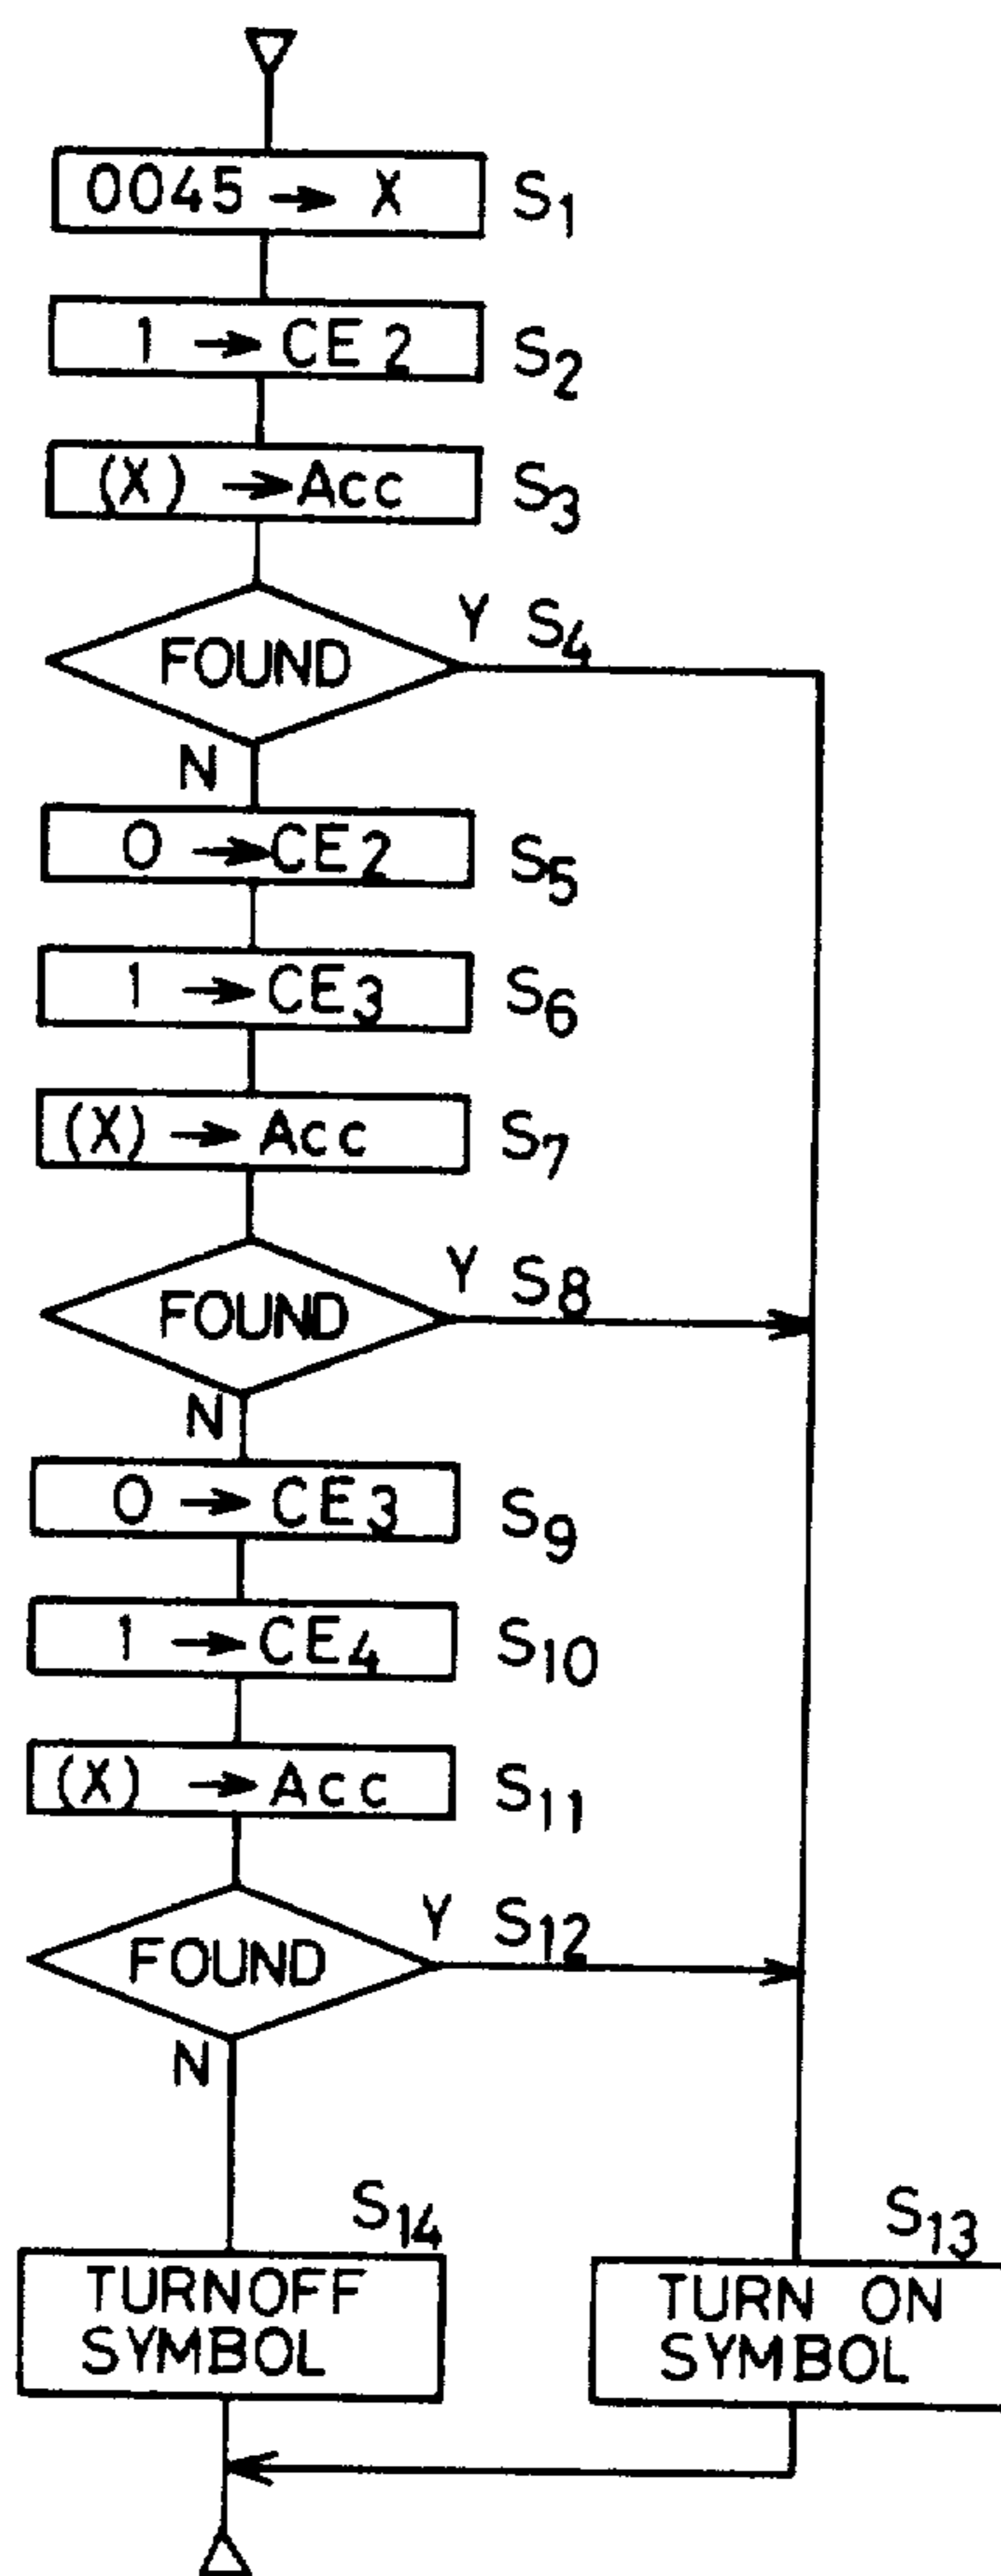 0045 → X S1
1 → CE2 S2
(X) → Acc S3
Y S4
FOUND
N
0 → CE2 S5
1 → CE3 S6
(X) → Acc S7
Y S8
FOUND
N
0 → CE3 S9
1 → CE4 S10
(X) → Acc S11
Y S12
FOUND
N
S14
TURNOFF
SYMBOL
S13
TURN ON
SYMBOL